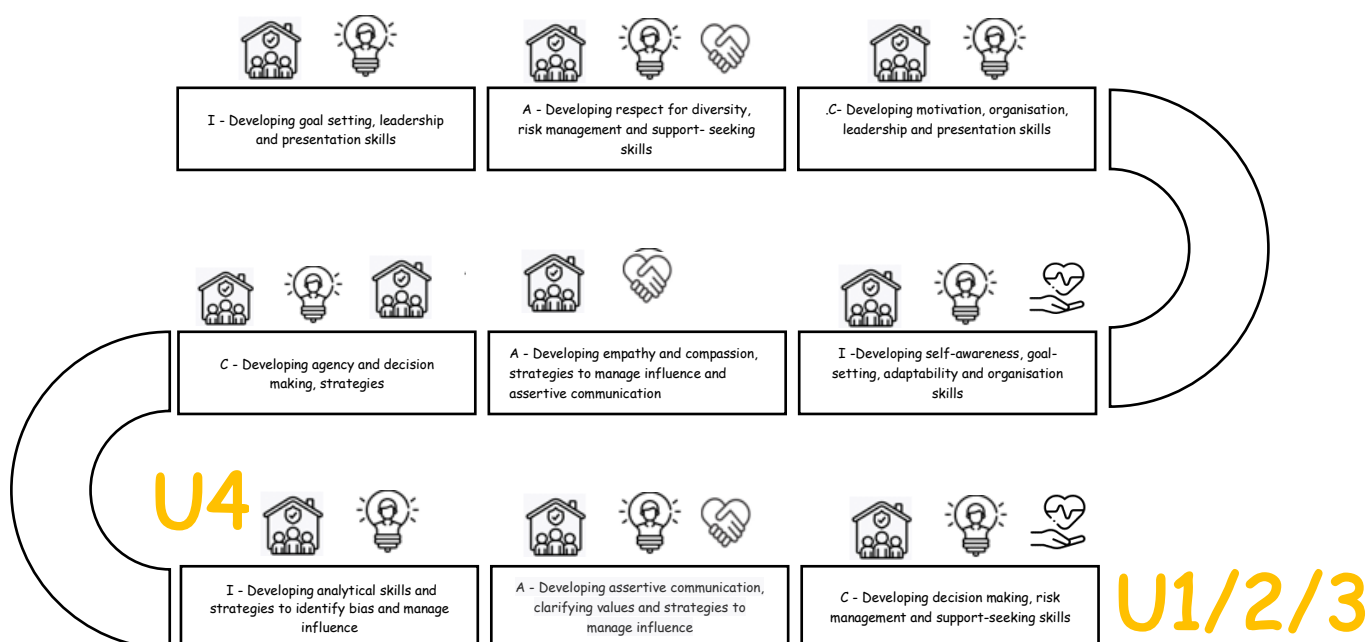 I - Developing goal setting, leadership
and presentation skills
A - Developing respect for diversity,
risk management and support- seeking
skills
.C- Developing motivation, organisation,
leadership and presentation skills
C - Developing agency and decision
making, strategies
A - Developing empathy and compassion,
strategies to manage influence and
assertive communication
I -Developing self-awareness, goal-
setting, adaptability and organisation
skills
U4
I - Developing analytical skills and
strategies to identify bias and manage
influence
A - Developing assertive communication,
clarifying values and strategies to
manage influence
C - Developing decision making, risk
management and support-seeking skills
U1/2/3